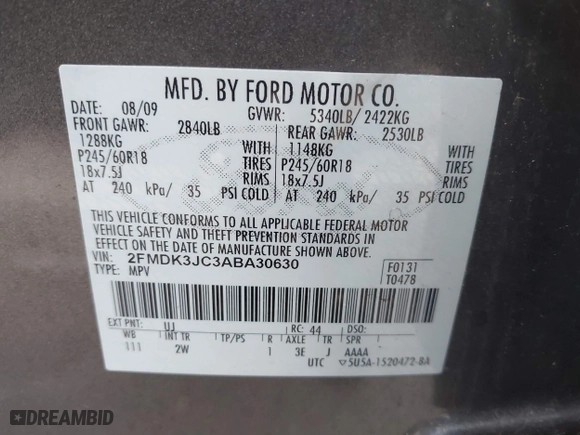 MFD. BY FORD MOTOR CO.
DATE: 08/09 GVWR: 5340LB/ 2422KG
FRONT GAWR: 2840LB REAR GAWR: 2530LB
1288KG WITH 1148KG WITH
P245/60R18 TIRES P245/60R18 TIRES
18x7.5J RIMS 18x7.5J RIMS
AT 240 kPa/ 35 PSI COLD AT 240 kPa/ 35 PSI COLD
THIS VEHICLE CONFORMS TO ALL APPLICABLE FEDERAL MOTOR
VEHICLE SAFETY AND THEFT PREVENTION STANDARDS IN
EFFECT ON THE DATE OF MANUFACTURE SHOWN ABOVE.
VIN: 2FMDK3JC3ABA30630 F0131
TYPE: MPV T0478
EXT PNT: UJ RC: 44 DSO:
WB INT TR TP/PS R AXLE TR SPR
111 2W 1 3E J AAAA
UTC ▽5U5A-1520472-BA
DREAMBID